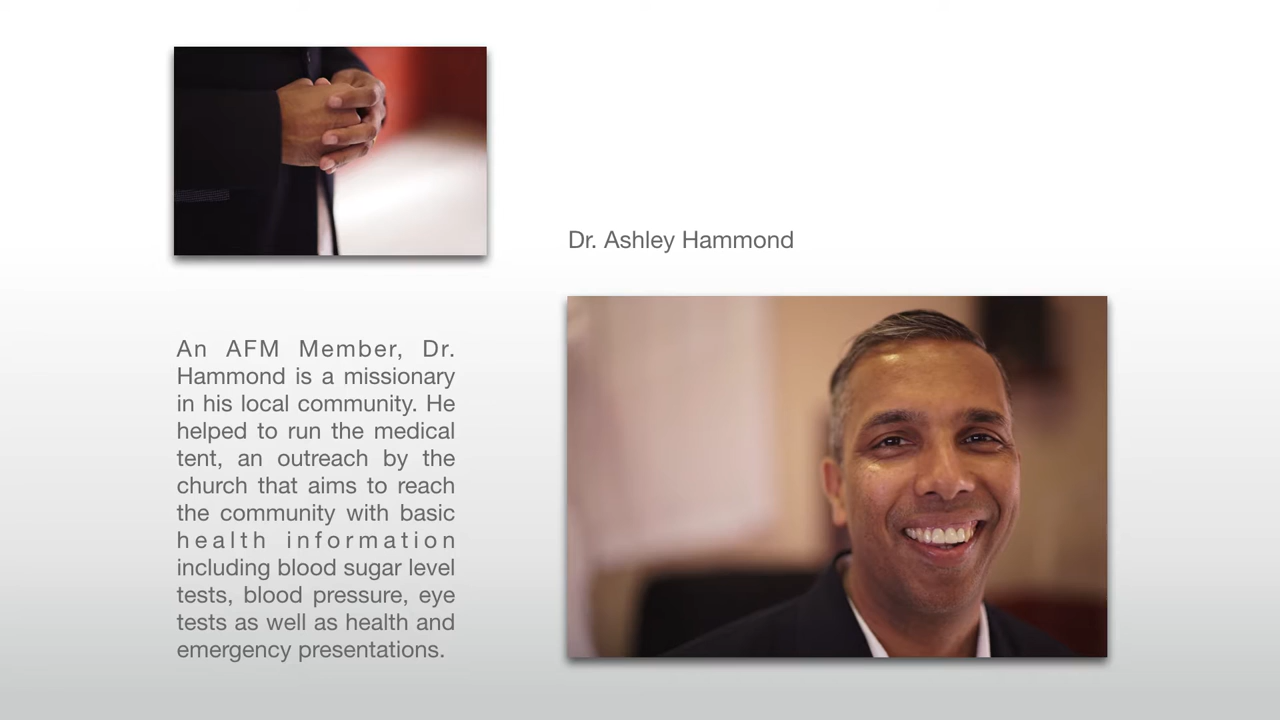 Dr. Ashley Hammond
An AFM Member, Dr.
Hammond is a missionary
in his local community. He
helped to run the medical
tent, an outreach by the
church that aims to reach
the community with basic
health information
including blood sugar level
tests, blood pressure, eye
tests as well as health and
emergency presentations.